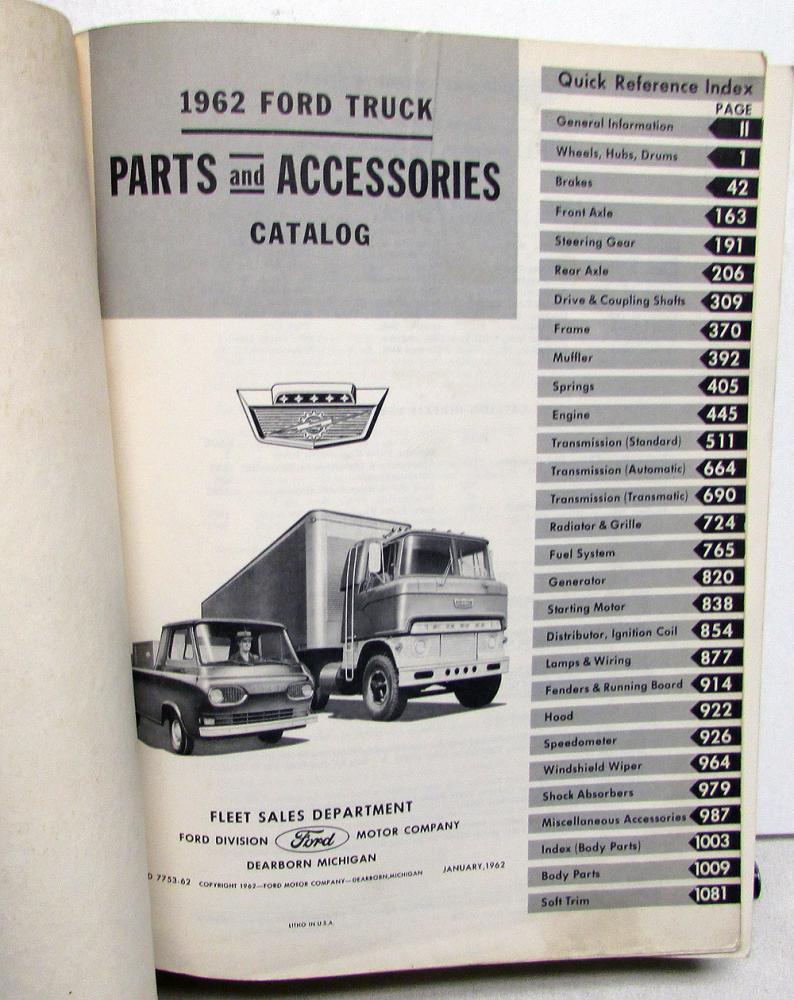 1962 FORD TRUCK
PARTS and ACCESSORIES
CATALOG
FORD
FLEET SALES DEPARTMENT
FORD DIVISION Ford MOTOR COMPANY
DEARBORN MICHIGAN
D 7753-62 COPYRIGHT 1962—FORD MOTOR COMPANY—DEARBORN, MICHIGAN JANUARY, 1962
LITHO IN U.S.A.
Quick Reference Index
PAGE
General Information II
Wheels, Hubs, Drums 1
Brakes 42
Front Axle 163
Steering Gear 191
Rear Axle 206
Drive & Coupling Shafts 309
Frame 370
Muffler 392
Springs 405
Engine 445
Transmission (Standard) 511
Transmission (Automatic) 664
Transmission (Transmatic) 690
Radiator & Grille 724
Fuel System 765
Generator 820
Starting Motor 838
Distributor, Ignition Coil 854
Lamps & Wiring 877
Fenders & Running Board 914
Hood 922
Speedometer 926
Windshield Wiper 964
Shock Absorbers 979
Miscellaneous Accessories 987
Index (Body Parts) 1003
Body Parts 1009
Soft Trim 1081